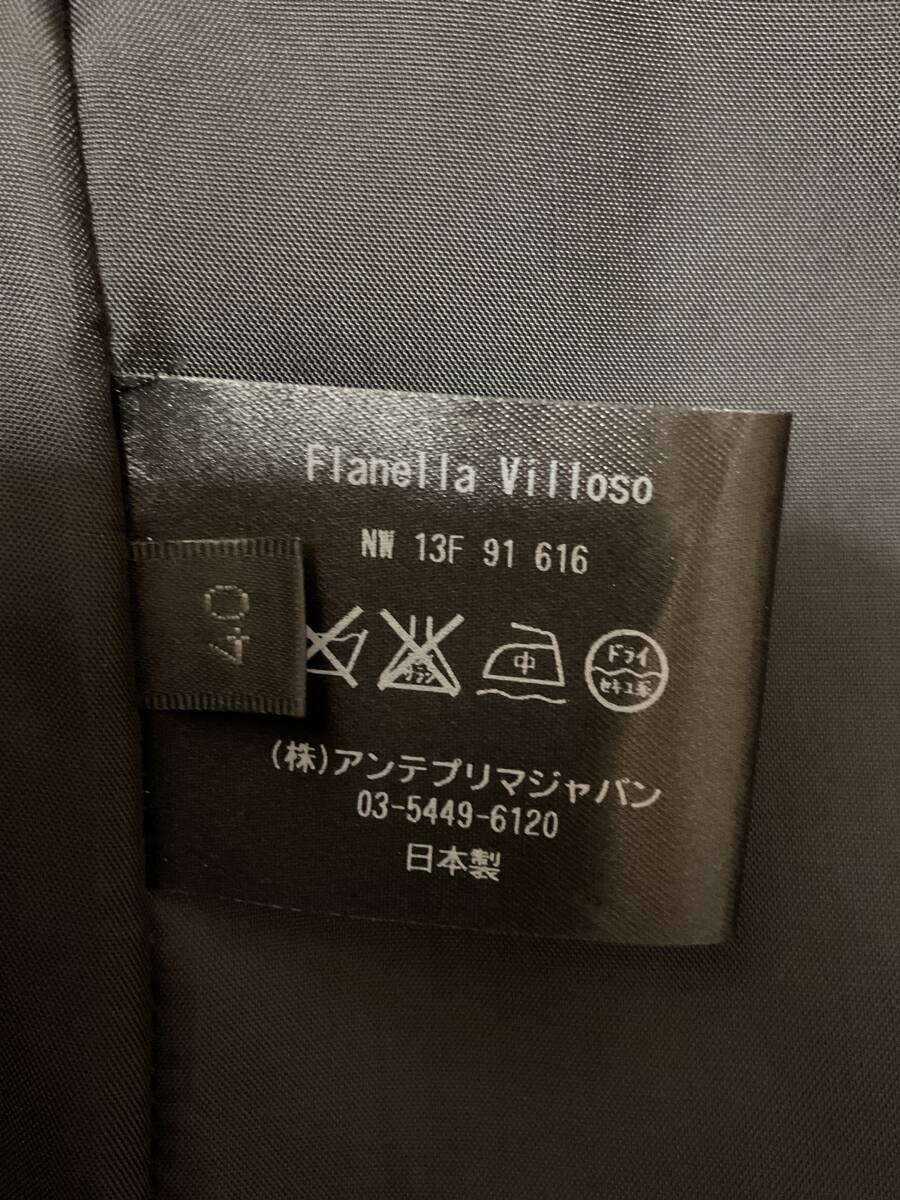 Flanella Villoso
NW 13F 91 616
40
中
ドライ
セキユ系
(株)アンテプリマジャパン
03-5449-6120
日本製